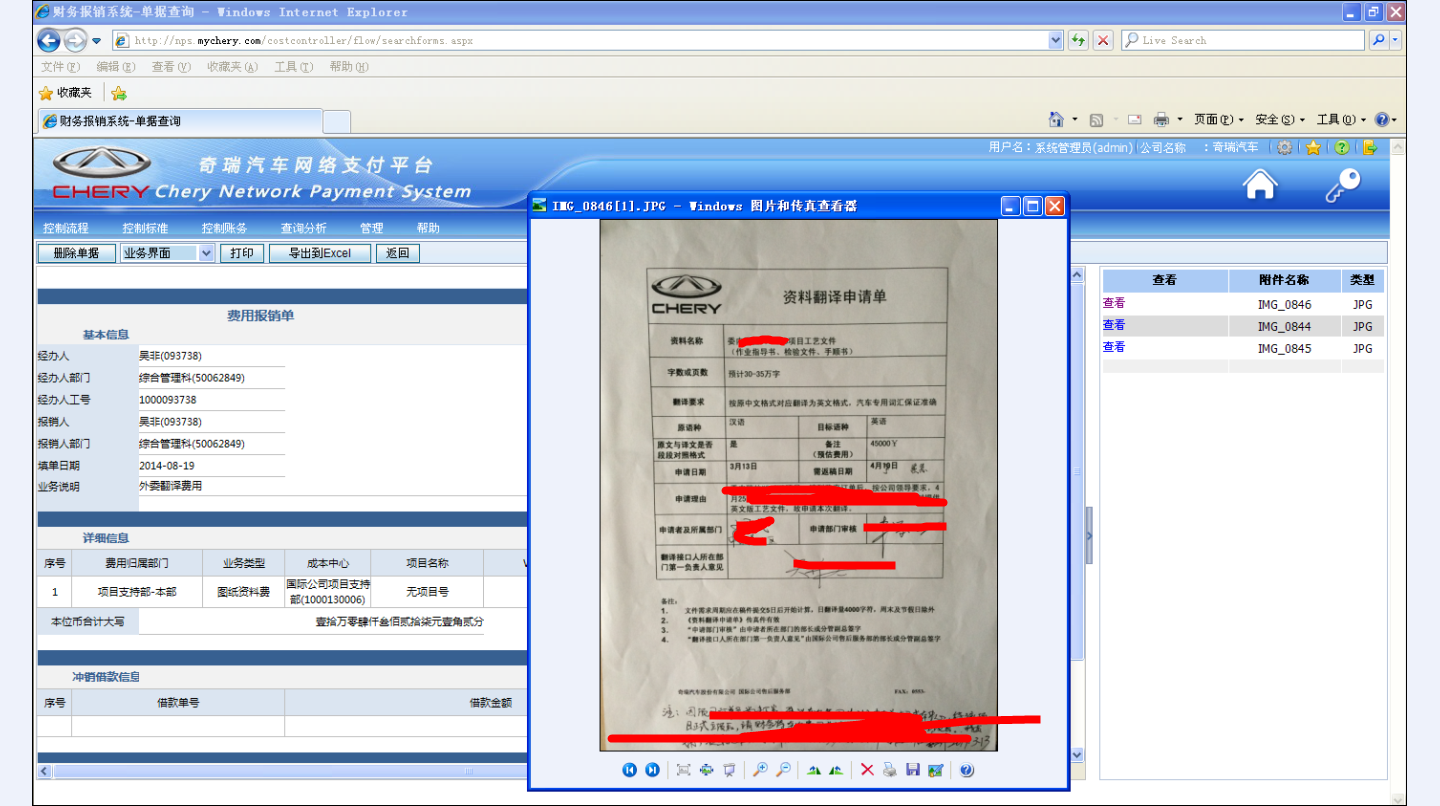 财务报销系统-单据查询 - Windows Internet Explorer
http://nps.mychery.com/costcontroller/flow/searchforms.aspx
Live Search
文件(F) 编辑(E) 查看(V) 收藏夹(A) 工具(T) 帮助(H)
收藏夹
财务报销系统-单据查询
页面(P) 安全(S) 工具(O)
用户名：系统管理员(admin) 公司名称 ：奇瑞汽车
CHERY
奇瑞汽车网络支付平台
Chery Network Payment System
控制流程 控制标准 控制账务 查询分析 管理 帮助
删除单据 业务界面 打印 导出到Excel 返回
费用报销单
基本信息
经办人 吴非(093738)
经办人部门 综合管理科(50062849)
经办人工号 1000093738
报销人 吴非(093738)
报销人部门 综合管理科(50062849)
填单日期 2014-08-19
业务说明 外委翻译费用
详细信息
序号 费用归属部门 业务类型 成本中心 项目名称
1 项目支持部-本部 图纸资料费 国际公司项目支持部(1000130006) 无项目号
本位币合计大写 壹拾万零肆仟叁佰贰拾柒元壹角贰分
冲销借款信息
序号 借款单号 借款金额
IMG_0846[1].JPG - Windows 图片和传真查看器
CHERY
资料翻译申请单
资料名称 项目工艺文件
（作业指导书、检验文件、手顺书）
字数或页数 预计30-35万字
翻译要求 按原中文格式对应翻译为英文格式，汽车专用词汇保证准确
原语种 汉语 目标语种 英语
原文与译文是否段段对照格式 是 备注（预估费用） 45000￥
申请日期 3月13日 需返稿日期 4月 日
申请理由 订单后，按公司领导要求，4
月25
英文版工艺文件，故申请本次翻译。
申请者及所属部门 申请部门审核
翻译接口人所在部门第一负责人意见
备注：
1. 文件需求周期应在稿件提交5日后开始计算，日翻译量4000字符，周末及节假日除外
2. 《资料翻译申请单》传真件有效
3. “申请部门审核”由申请者所在部门的部长或分管副总签字
4. “翻译接口人所在部门第一负责人意见”由国际公司售后服务部的部长或分管副总签字
奇瑞汽车股份有限公司 国际公司售后服务部 FAX: 0553-
查看 附件名称 类型
查看 IMG_0846 JPG
查看 IMG_0844 JPG
查看 IMG_0845 JPG